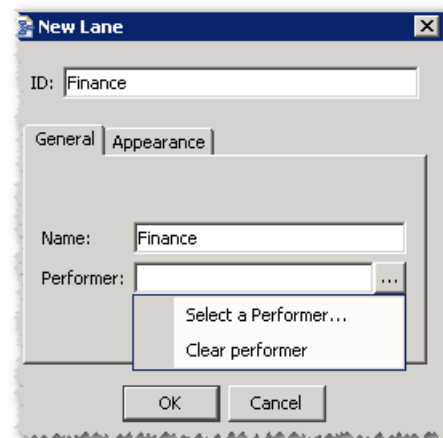 New Lane
ID: Finance
General Appearance
Name: Finance
Performer: ...
Select a Performer...
Clear performer
OK Cancel